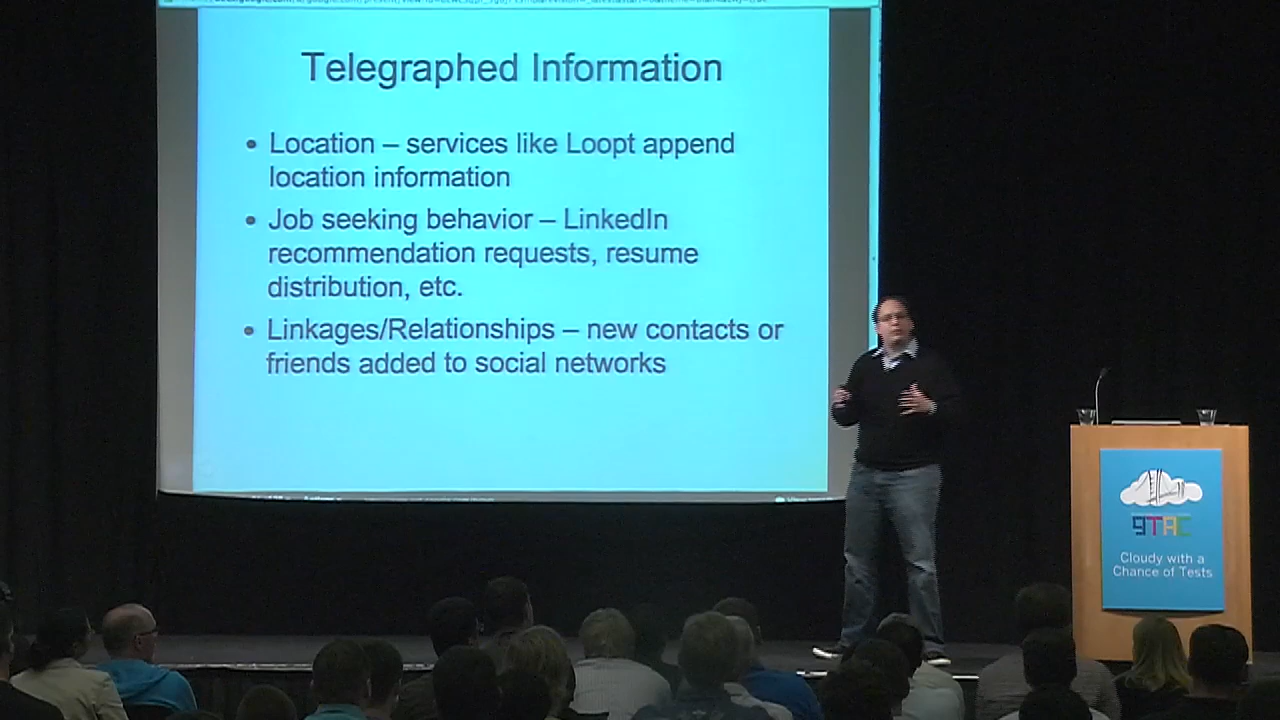 Telegraphed Information
• Location – services like Loopt append
location information
• Job seeking behavior – LinkedIn
recommendation requests, resume
distribution, etc.
• Linkages/Relationships – new contacts or
friends added to social networks
gTAC
Cloudy with a
Chance of Tests